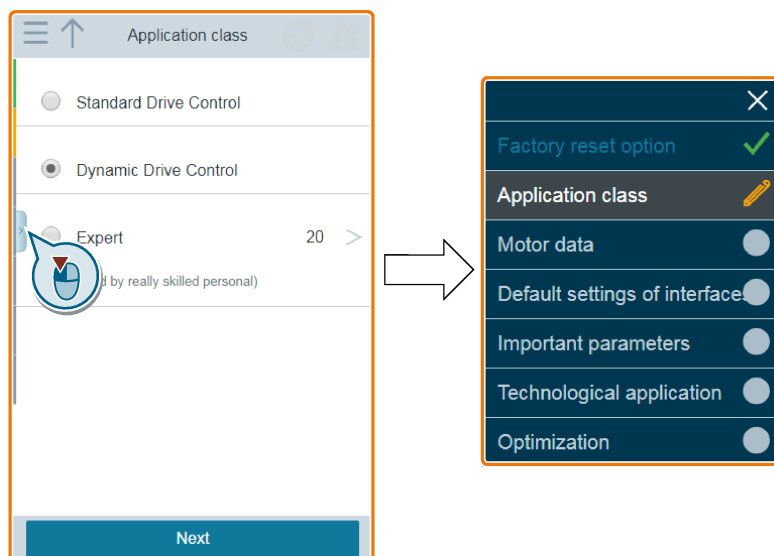 Application class
Standard Drive Control
Dynamic Drive Control
Expert 20 >
by really skilled personal)
Next
Factory reset option
Application class
Motor data
Default settings of interface
Important parameters
Technological application
Optimization